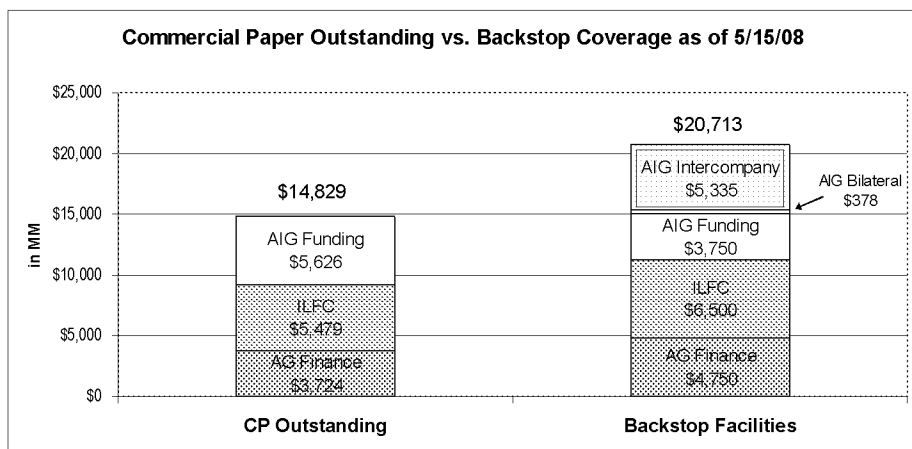 Commercial Paper Outstanding vs. Backstop Coverage as of 5/15/08
in MM
$25,000
$20,000
$15,000
$10,000
$5,000
$0
$14,829
AIG Funding
$5,626
ILFC
$5,479
AG Finance
$3,724
CP Outstanding
$20,713
AIG Intercompany
$5,335
AIG Bilateral
$378
AIG Funding
$3,750
ILFC
$6,500
AG Finance
$4,750
Backstop Facilities